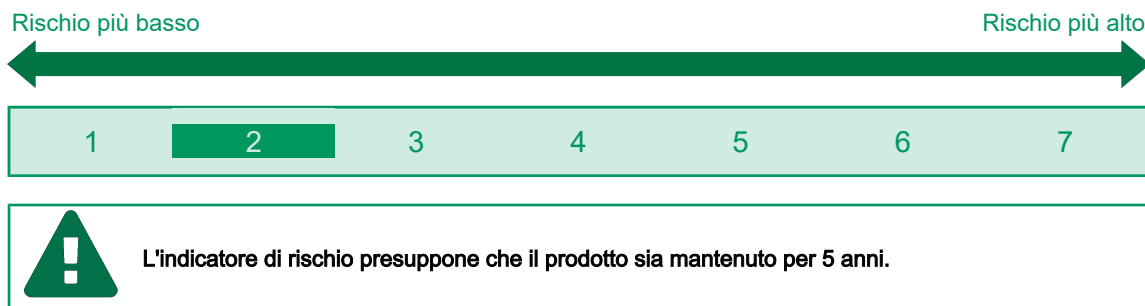 Rischio più basso Rischio più alto
1 2 3 4 5 6 7
L'indicatore di rischio presuppone che il prodotto sia mantenuto per 5 anni.